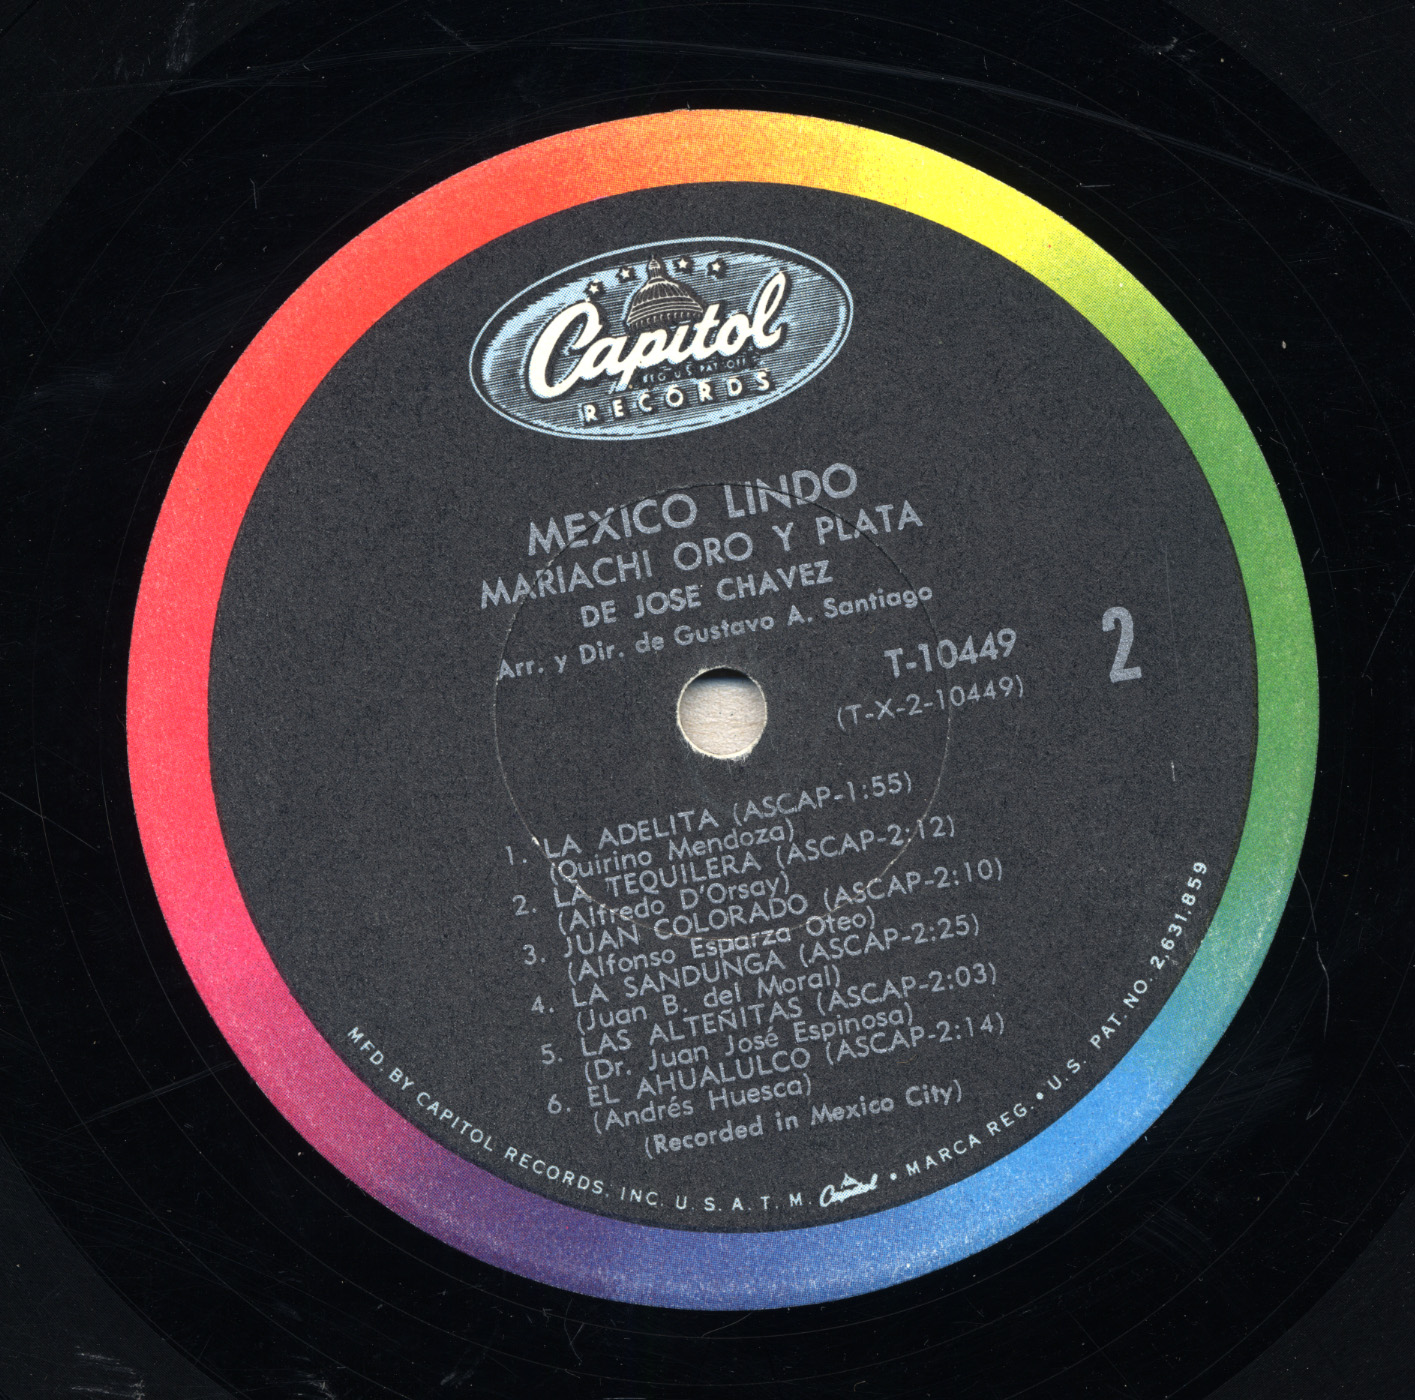 Capitol
REG. U.S. PAT. OFF.
RECORDS
MEXICO LINDO
MARIACHI ORO Y PLATA
DE JOSE CHAVEZ
Arr. y Dir. de Gustavo A. Santiago
T-10449
(T-X-2-10449)
2
1. LA ADELITA (ASCAP-1:55)
(Quirino Mendoza)
2. LA TEQUILERA (ASCAP-2:12)
(Alfredo D'Orsay)
3. JUAN COLORADO (ASCAP-2:10)
(Alfonso Esparza Oteo)
4. LA SANDUNGA (ASCAP-2:25)
(Juan B. del Moral)
5. LAS ALTEÑITAS (ASCAP-2:03)
(Dr. Juan José Espinosa)
6. EL AHUALULCO (ASCAP-2:14)
(Andrés Huesca)
(Recorded in Mexico City)
MFD. BY CAPITOL RECORDS, INC. U.S.A. T.M. Capitol • MARCA REG. • U.S. PAT. NO. 2,631,859